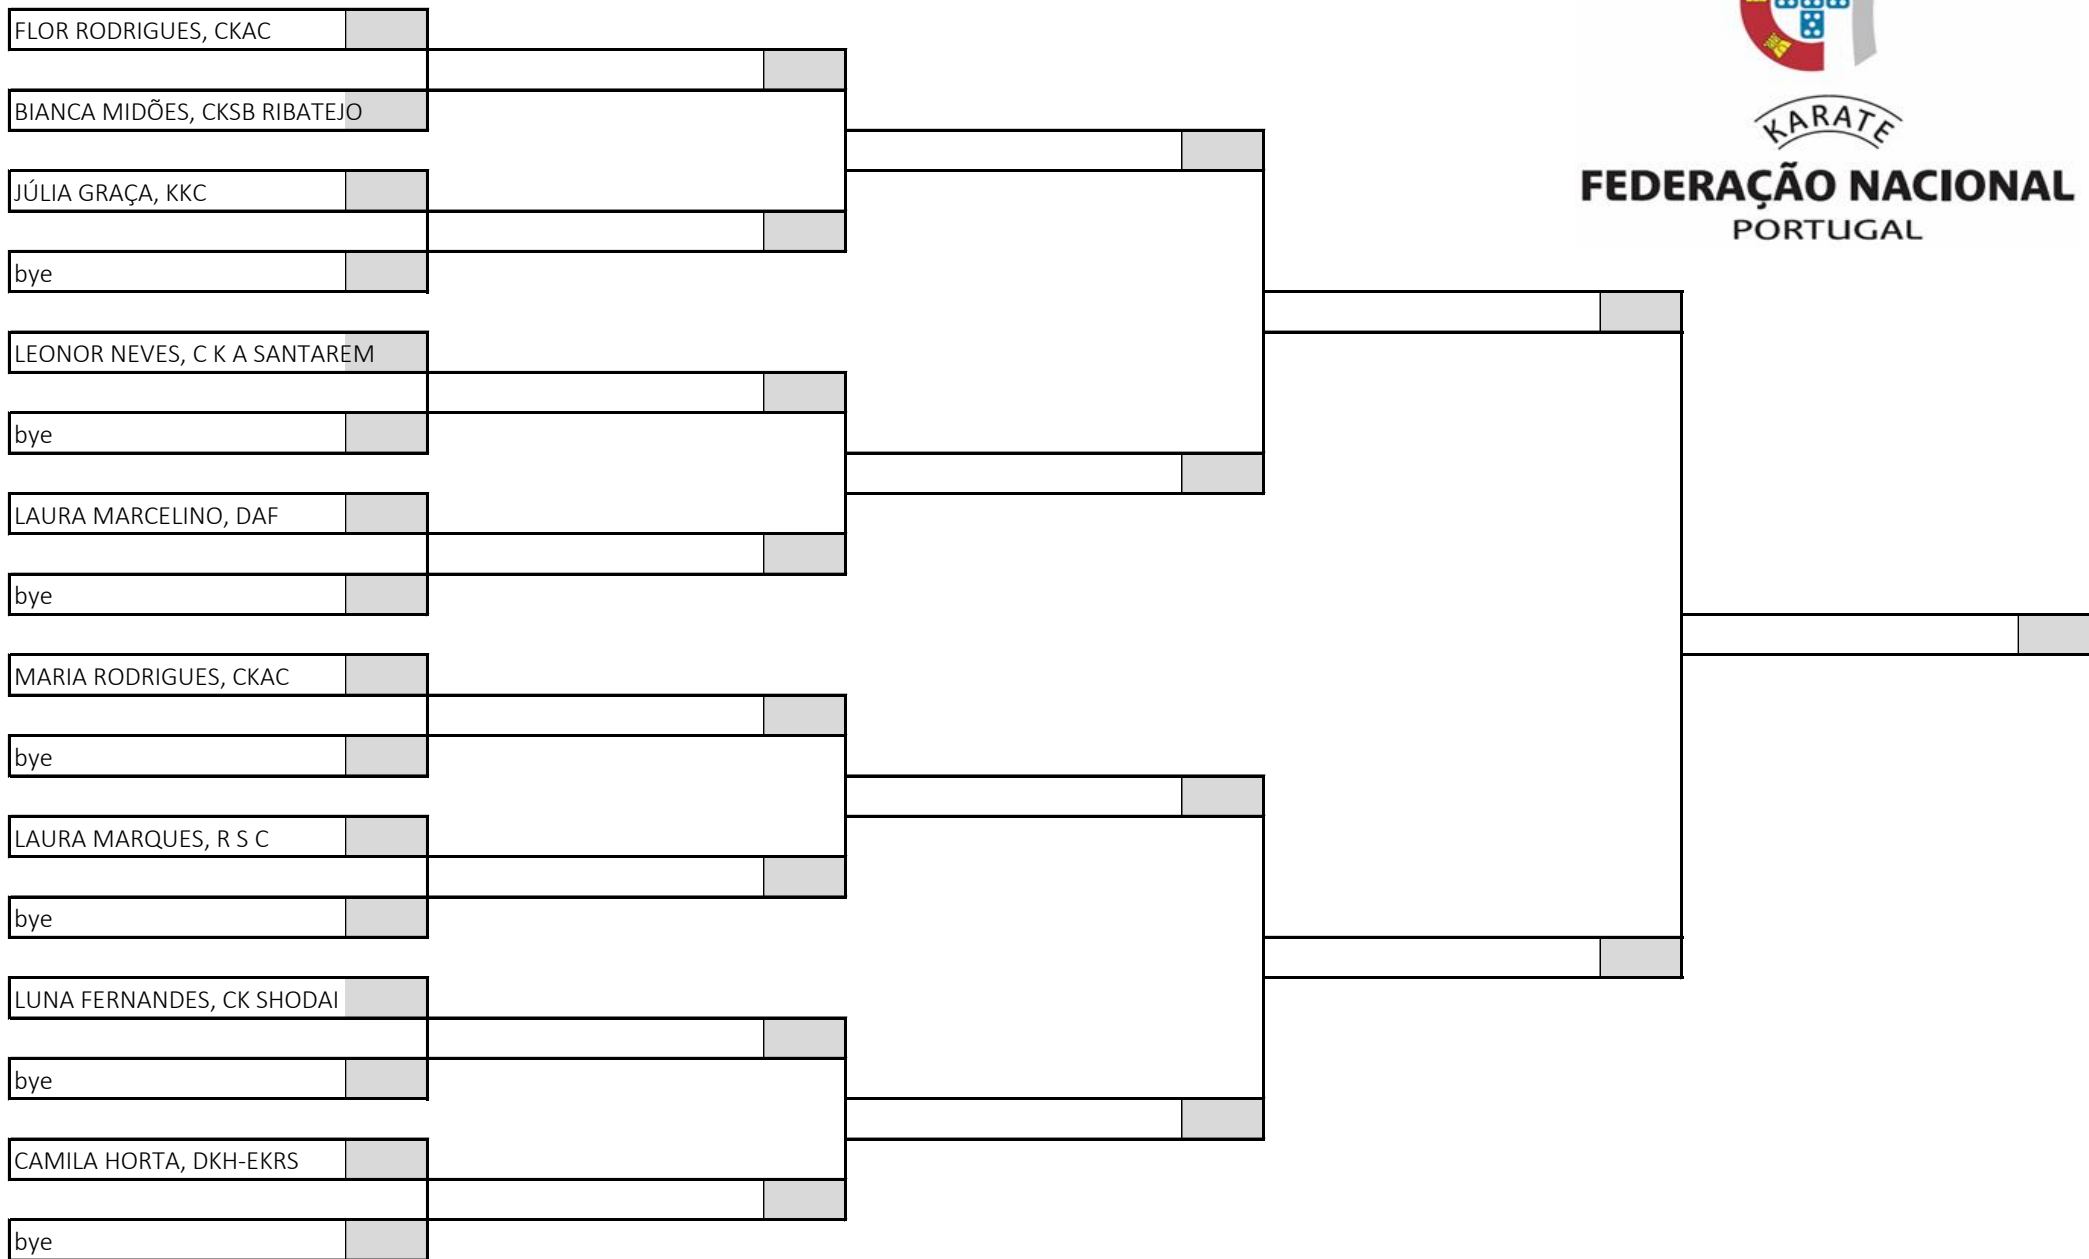 FLOR RODRIGUES, CKAC
BIANCA MIDÕES, CKSB RIBATEJO
JÚLIA GRAÇA, KKC
bye
LEONOR NEVES, C K A SANTAREM
bye
LAURA MARCELINO, DAF
bye
MARIA RODRIGUES, CKAC
bye
LAURA MARQUES, R S C
bye
LUNA FERNANDES, CK SHODAI
bye
CAMILA HORTA, DKH-EKRS
bye
KARATE
FEDERAÇÃO NACIONAL
PORTUGAL